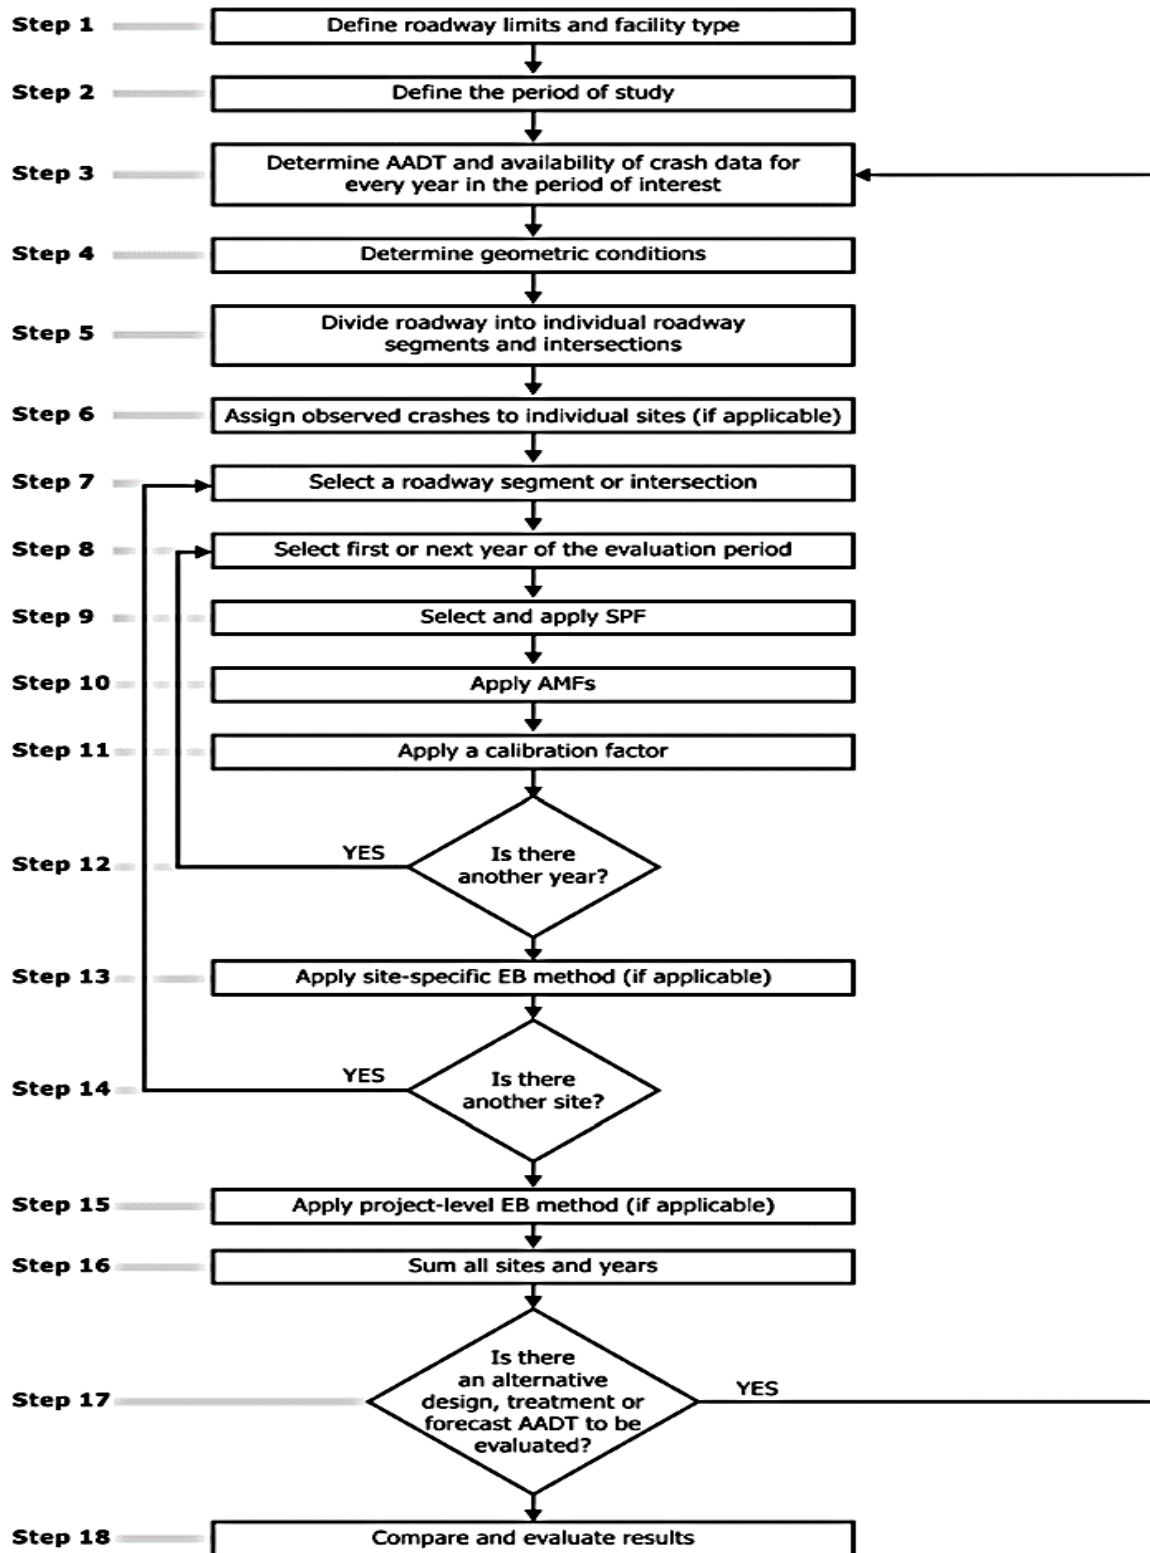 Step 1
Define roadway limits and facility type
Step 2
Define the period of study
Step 3
Determine AADT and availability of crash data for
every year in the period of interest
Step 4
Determine geometric conditions
Step 5
Divide roadway into individual roadway
segments and intersections
Step 6
Assign observed crashes to individual sites (if applicable)
Step 7
Select a roadway segment or intersection
Step 8
Select first or next year of the evaluation period
Step 9
Select and apply SPF
Step 10
Apply AMFs
Step 11
Apply a calibration factor
Step 12
YES
Is there
another year?
Step 13
Apply site-specific EB method (if applicable)
Step 14
YES
Is there
another site?
Step 15
Apply project-level EB method (if applicable)
Step 16
Sum all sites and years
Step 17
Is there
an alternative
design, treatment or
forecast AADT to be
evaluated?
YES
Step 18
Compare and evaluate results